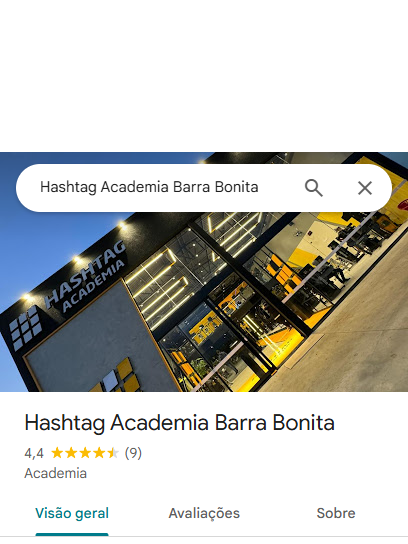 Hashtag Academia Barra Bonita
HASHTAG
ACADEMIA
Hashtag Academia Barra Bonita
4,4 (9)
Academia
Visão geral Avaliações Sobre